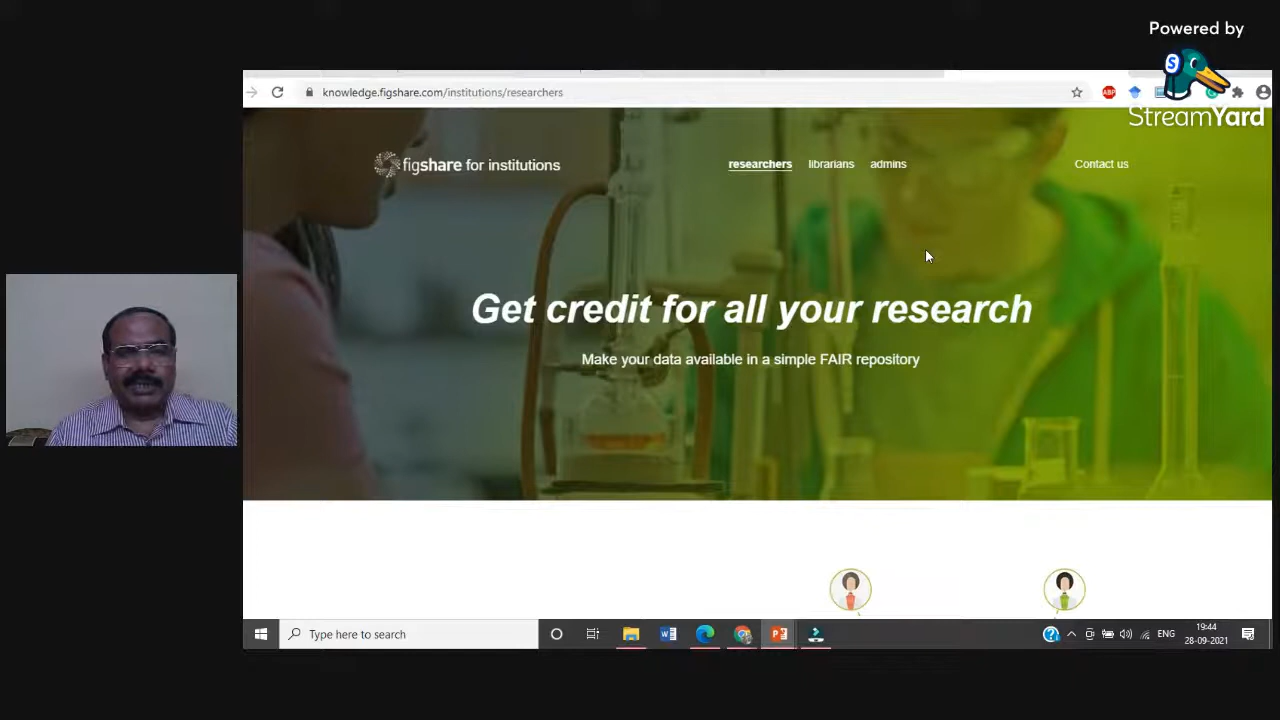 Powered by
S
StreamYard
knowledge.figshare.com/institutions/researchers
ABP
figshare for institutions
researchers
librarians
admins
Contact us
Get credit for all your research
Make your data available in a simple FAIR repository
Type here to search
ENG
19:44
28-09-2021